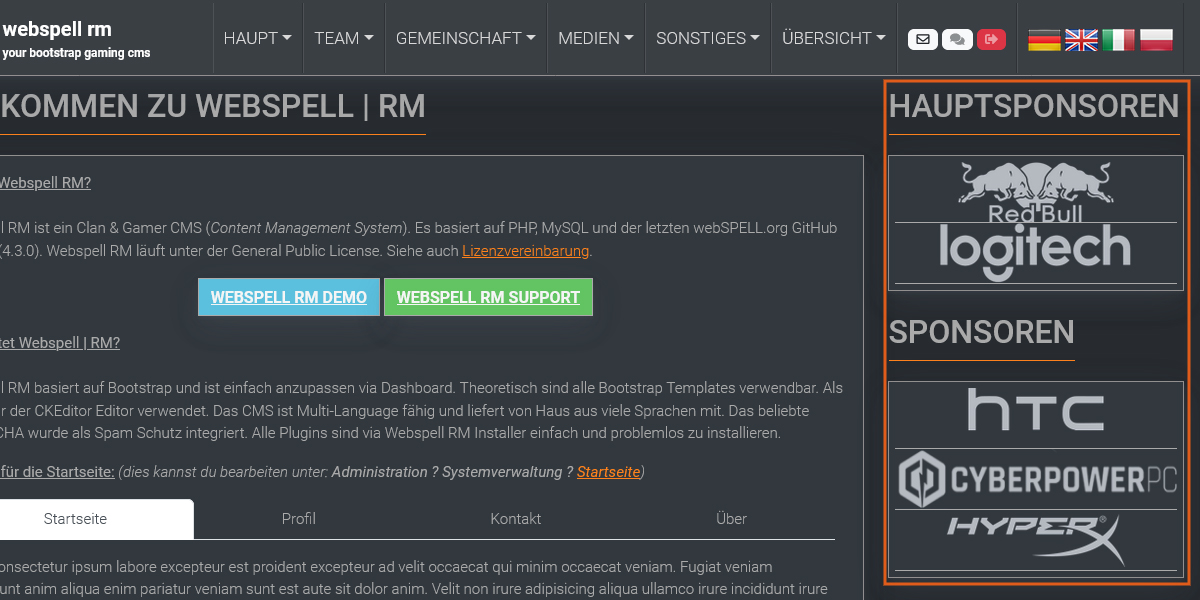 webspell rm
your bootstrap gaming cms
HAUPT
TEAM
GEMEINSCHAFT
MEDIEN
SONSTIGES
ÜBERSICHT
KOMMEN ZU WEBSPELL | RM
Webspell RM?
l RM ist ein Clan & Gamer CMS (Content Management System). Es basiert auf PHP, MySQL und der letzten webSPELL.org GitHub
(4.3.0). Webspell RM läuft unter der General Public License. Siehe auch Lizenzvereinbarung.
WEBSPELL RM DEMO
WEBSPELL RM SUPPORT
tet Webspell | RM?
l RM basiert auf Bootstrap und ist einfach anzupassen via Dashboard. Theoretisch sind alle Bootstrap Templates verwendbar. Als
r der CKEditor Editor verwendet. Das CMS ist Multi-Language fähig und liefert von Haus aus viele Sprachen mit. Das beliebte
CHA wurde als Spam Schutz integriert. Alle Plugins sind via Webspell RM Installer einfach und problemlos zu installieren.
für die Startseite: (dies kannst du bearbeiten unter: Administration ? Systemverwaltung ? Startseite)
Startseite
Profil
Kontakt
Über
onsectetur ipsum labore excepteur est proident excepteur ad velit occaecat qui minim occaecat veniam. Fugiat veniam
unt anim aliqua enim pariatur veniam sunt est aute sit dolor anim. Velit non irure adipisicing aliqua ullamco irure incididunt irure
HAUPTSPONSOREN
Red Bull
logitech
SPONSOREN
hTC
CYBERPOWERPC
HYPERX